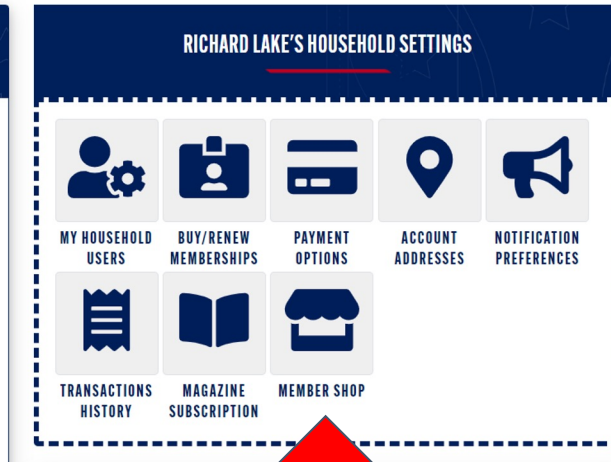 RICHARD LAKE'S HOUSEHOLD SETTINGS
MY HOUSEHOLD
USERS
BUY/RENEW
MEMBERSHIPS
PAYMENT
OPTIONS
ACCOUNT
ADDRESSES
NOTIFICATION
PREFERENCES
TRANSACTIONS
HISTORY
MAGAZINE
SUBSCRIPTION
MEMBER SHOP